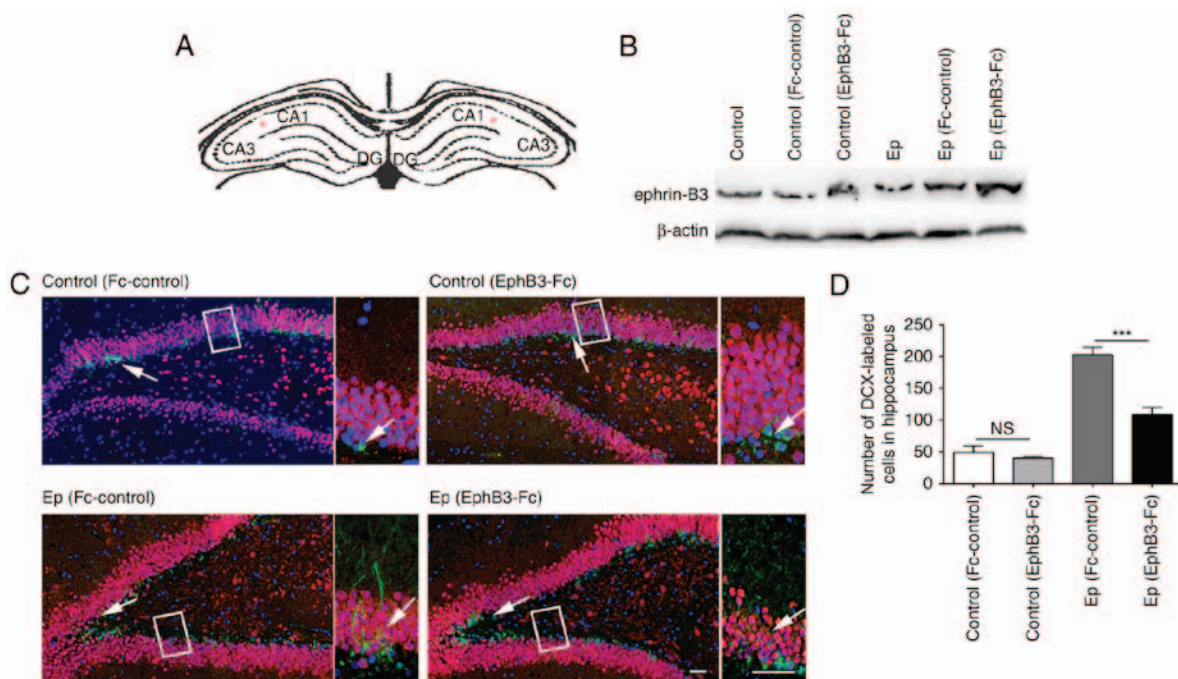 A
CA1
CA1
CA3
CA3
DG
DG
B
Control
Control (Fc-control)
Control (EphB3-Fc)
Ep
Ep (Fc-control)
Ep (EphB3-Fc)
ephrin-B3
β-actin
C
Control (Fc-control)
Control (EphB3-Fc)
Ep (Fc-control)
Ep (EphB3-Fc)
D
Number of DCX-labeled
cells in hippocampus
250
200
150
100
50
0
NS
***
Control (Fc-control)
Control (EphB3-Fc)
Ep (Fc-control)
Ep (EphB3-Fc)